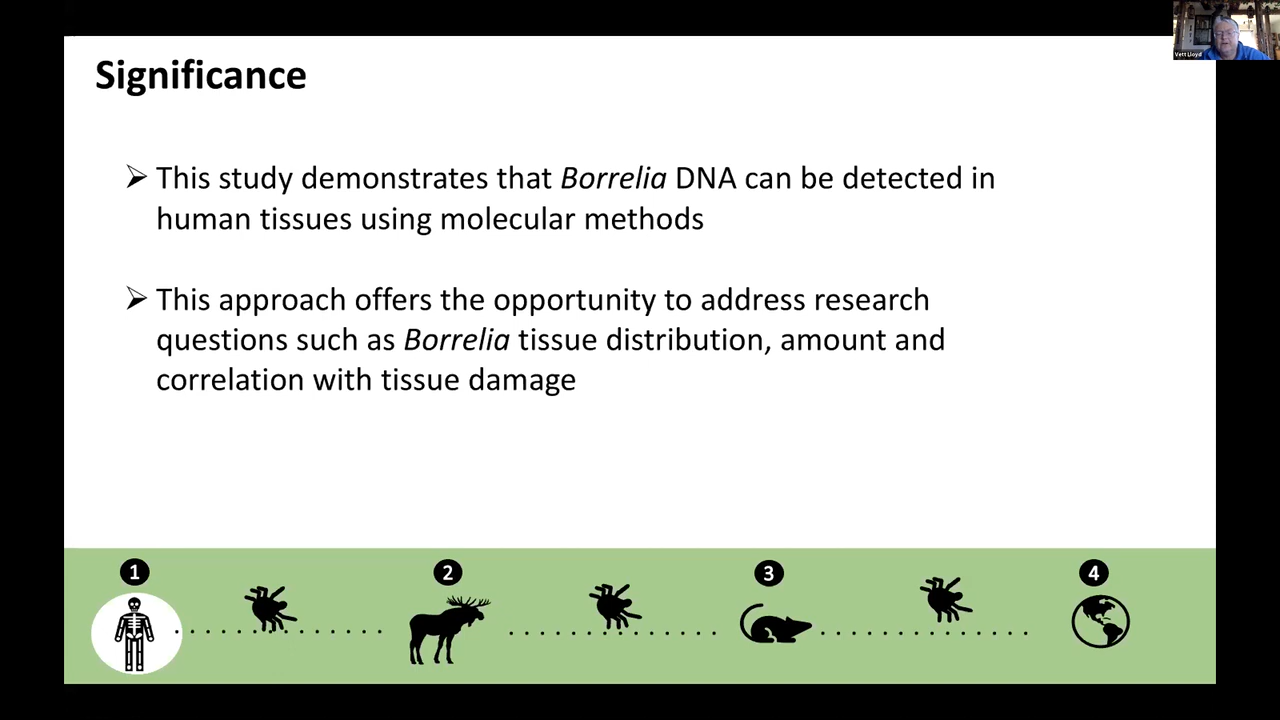 Vett Lloyd
Significance
➢ This study demonstrates that Borrelia DNA can be detected in
human tissues using molecular methods
➢ This approach offers the opportunity to address research
questions such as Borrelia tissue distribution, amount and
correlation with tissue damage
1 2 3 4